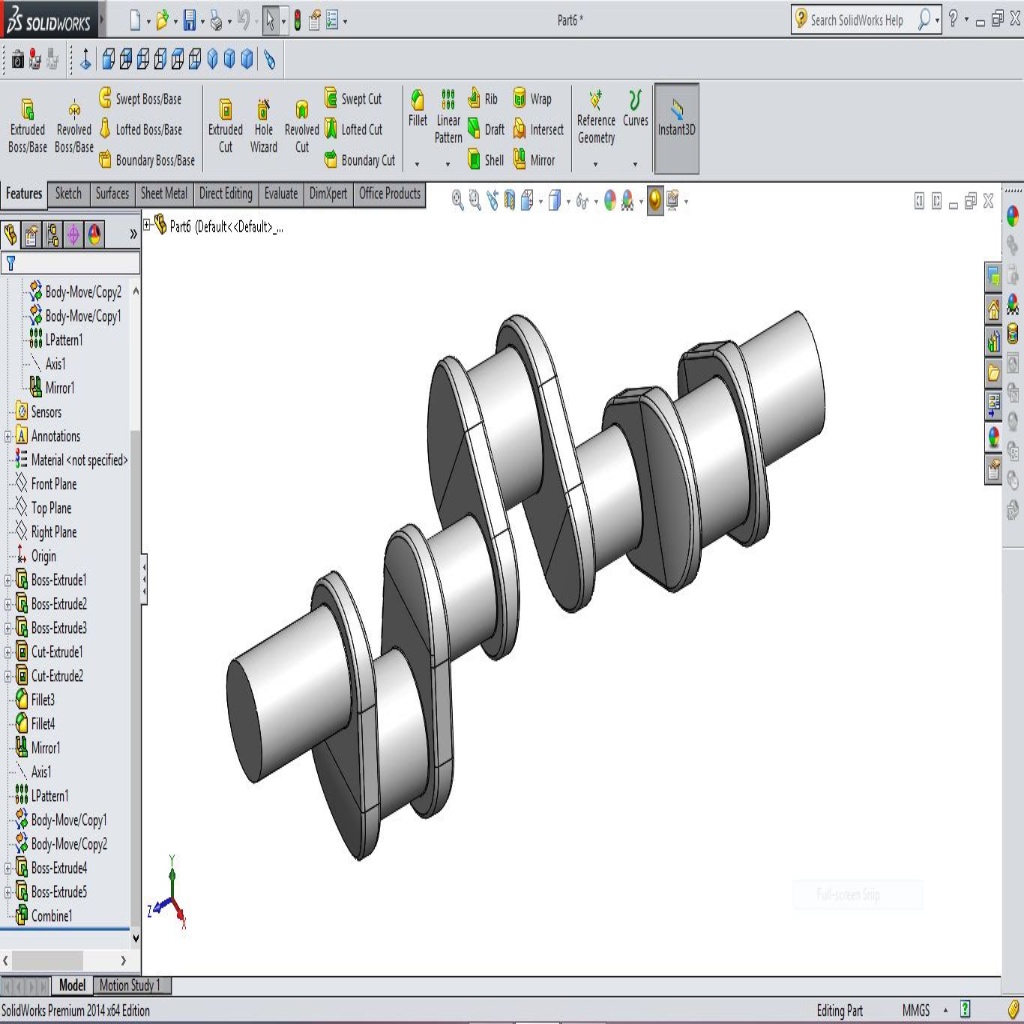 SOLIDWORKS
Part6 *
Search SolidWorks Help
Extruded Boss/Base
Revolved Boss/Base
Swept Boss/Base
Lofted Boss/Base
Boundary Boss/Base
Extruded Cut
Hole Wizard
Revolved Cut
Swept Cut
Lofted Cut
Boundary Cut
Fillet
Linear Pattern
Rib
Draft
Shell
Wrap
Intersect
Mirror
Reference Geometry
Curves
Instant3D
Features
Sketch
Surfaces
Sheet Metal
Direct Editing
Evaluate
DimXpert
Office Products
Part6 (Default<<Default>_...
Body-Move/Copy2
Body-Move/Copy1
LPattern1
Axis1
Mirror1
Sensors
Annotations
Material <not specified>
Front Plane
Top Plane
Right Plane
Origin
Boss-Extrude1
Boss-Extrude2
Boss-Extrude3
Cut-Extrude1
Cut-Extrude2
Fillet3
Fillet4
Mirror1
Axis1
LPattern1
Body-Move/Copy1
Body-Move/Copy2
Boss-Extrude4
Boss-Extrude5
Combine1
Y
Z
X
Full-screen Snip
Model
Motion Study 1
SolidWorks Premium 2014 x64 Edition
Editing Part
MMGS